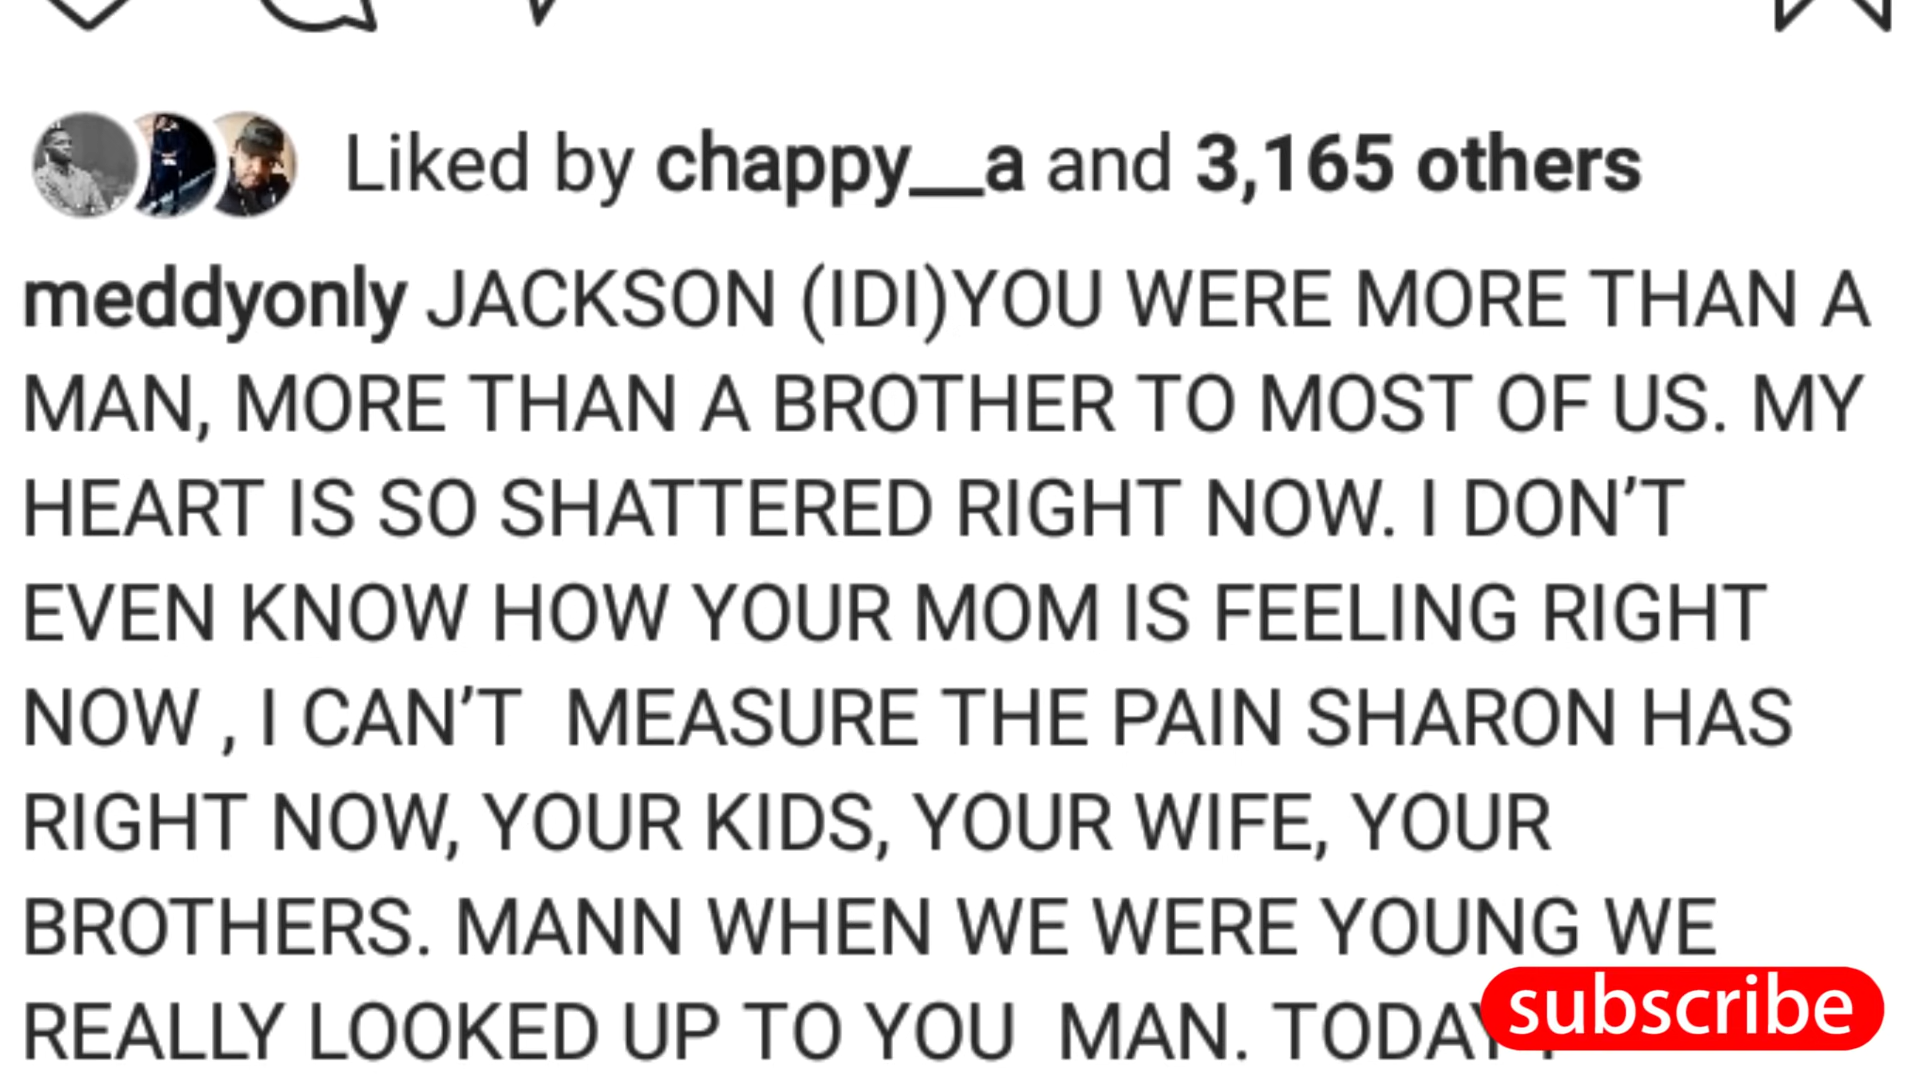 Liked by chappy__a and 3,165 others
meddyonly JACKSON (IDI)YOU WERE MORE THAN A
MAN, MORE THAN A BROTHER TO MOST OF US. MY
HEART IS SO SHATTERED RIGHT NOW. I DON’T
EVEN KNOW HOW YOUR MOM IS FEELING RIGHT
NOW , I CAN’T  MEASURE THE PAIN SHARON HAS
RIGHT NOW, YOUR KIDS, YOUR WIFE, YOUR
BROTHERS. MANN WHEN WE WERE YOUNG WE
REALLY LOOKED UP TO YOU  MAN. TODAY
subscribe